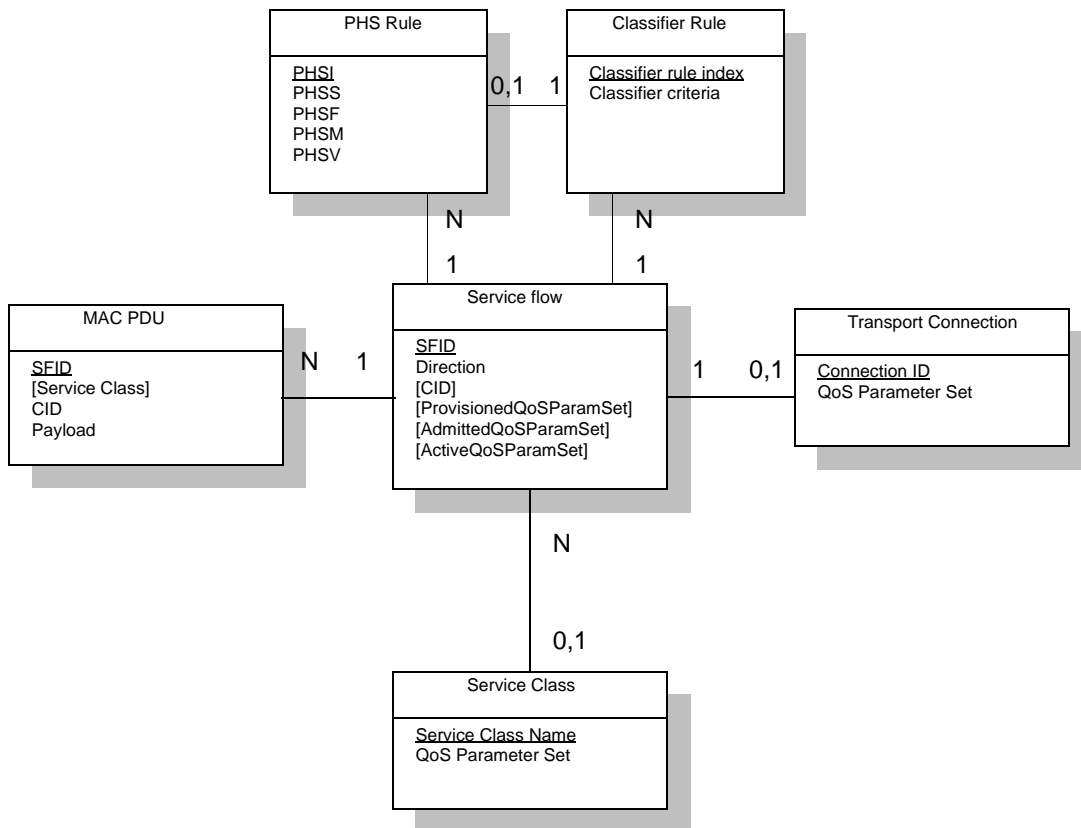 PHS Rule
PHSI
PHSS
PHSF
PHSM
PHSV
0,1
1
Classifier Rule
Classifier rule index
Classifier criteria
N
1
N
1
MAC PDU
SFID
[Service Class]
CID
Payload
N
1
Service flow
SFID
Direction
[CID]
[ProvisionedQoSParamSet]
[AdmittedQoSParamSet]
[ActiveQoSParamSet]
1
0,1
Transport Connection
Connection ID
QoS Parameter Set
N
0,1
Service Class
Service Class Name
QoS Parameter Set